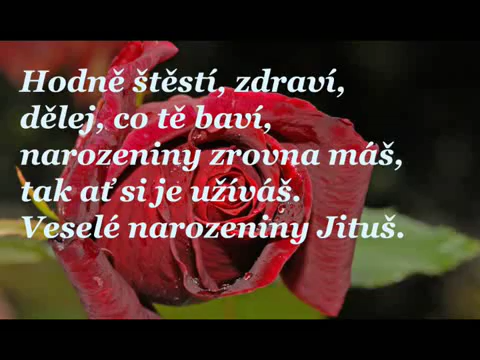 Hodně štěstí, zdraví,
dělej, co tě baví,
narozeniny zrovna máš,
tak ať si je užíváš.
Veselé narozeniny Jituš.